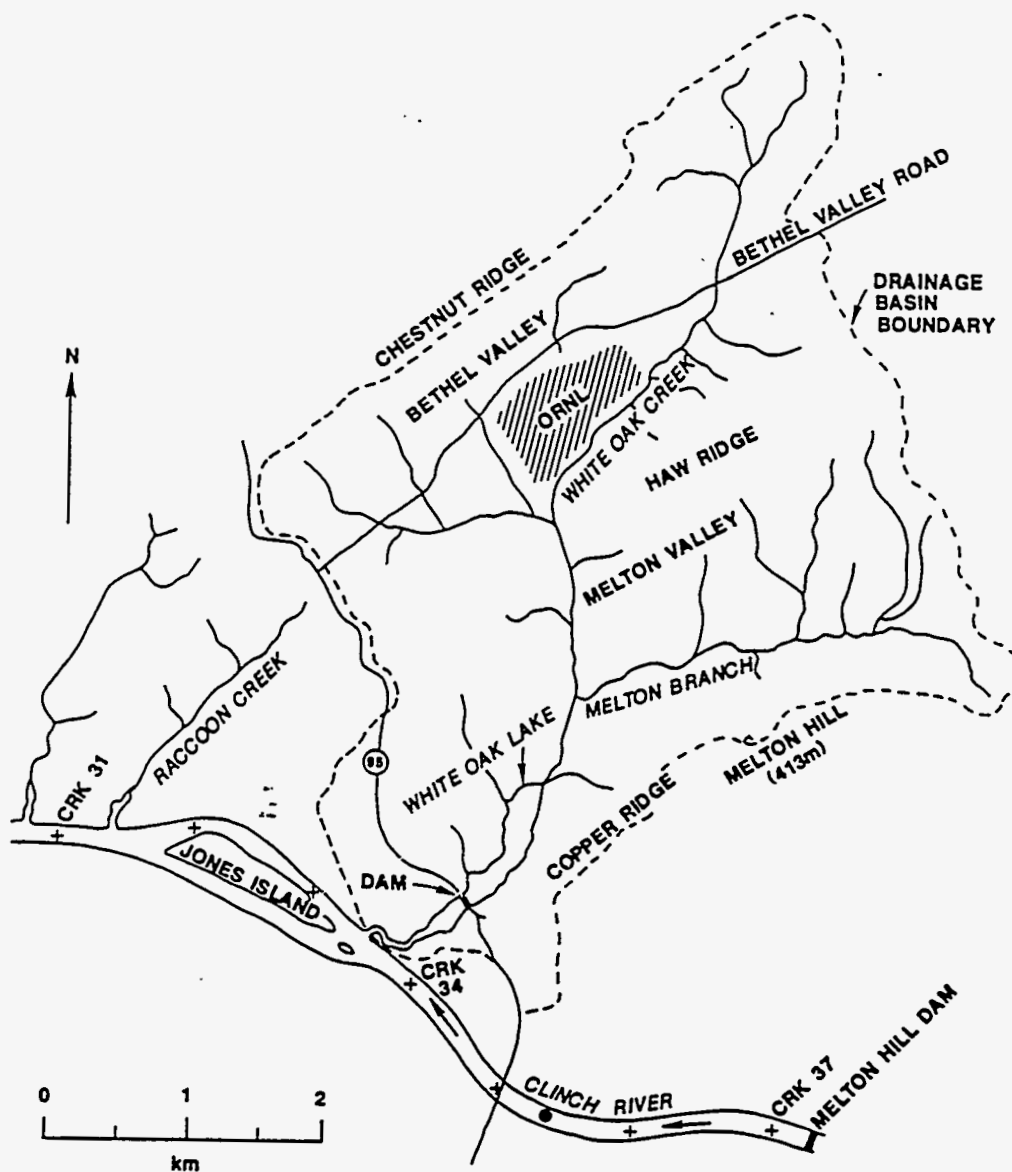 BETHEL VALLEY ROAD
CHESTNUT RIDGE
DRAINAGE
BASIN
BOUNDARY
BETHEL VALLEY
N
ORNL
WHITE OAK CREEK
HAW RIDGE
MELTON VALLEY
RACCOON CREEK
MELTON BRANCH
WHITE OAK LAKE
95
MELTON HILL
(413m)
COPPER RIDGE
CRK 31
JONES ISLAND
DAM
CRK
34
MELTON HILL DAM
CRK 37
CLINCH RIVER
0 1 2
km